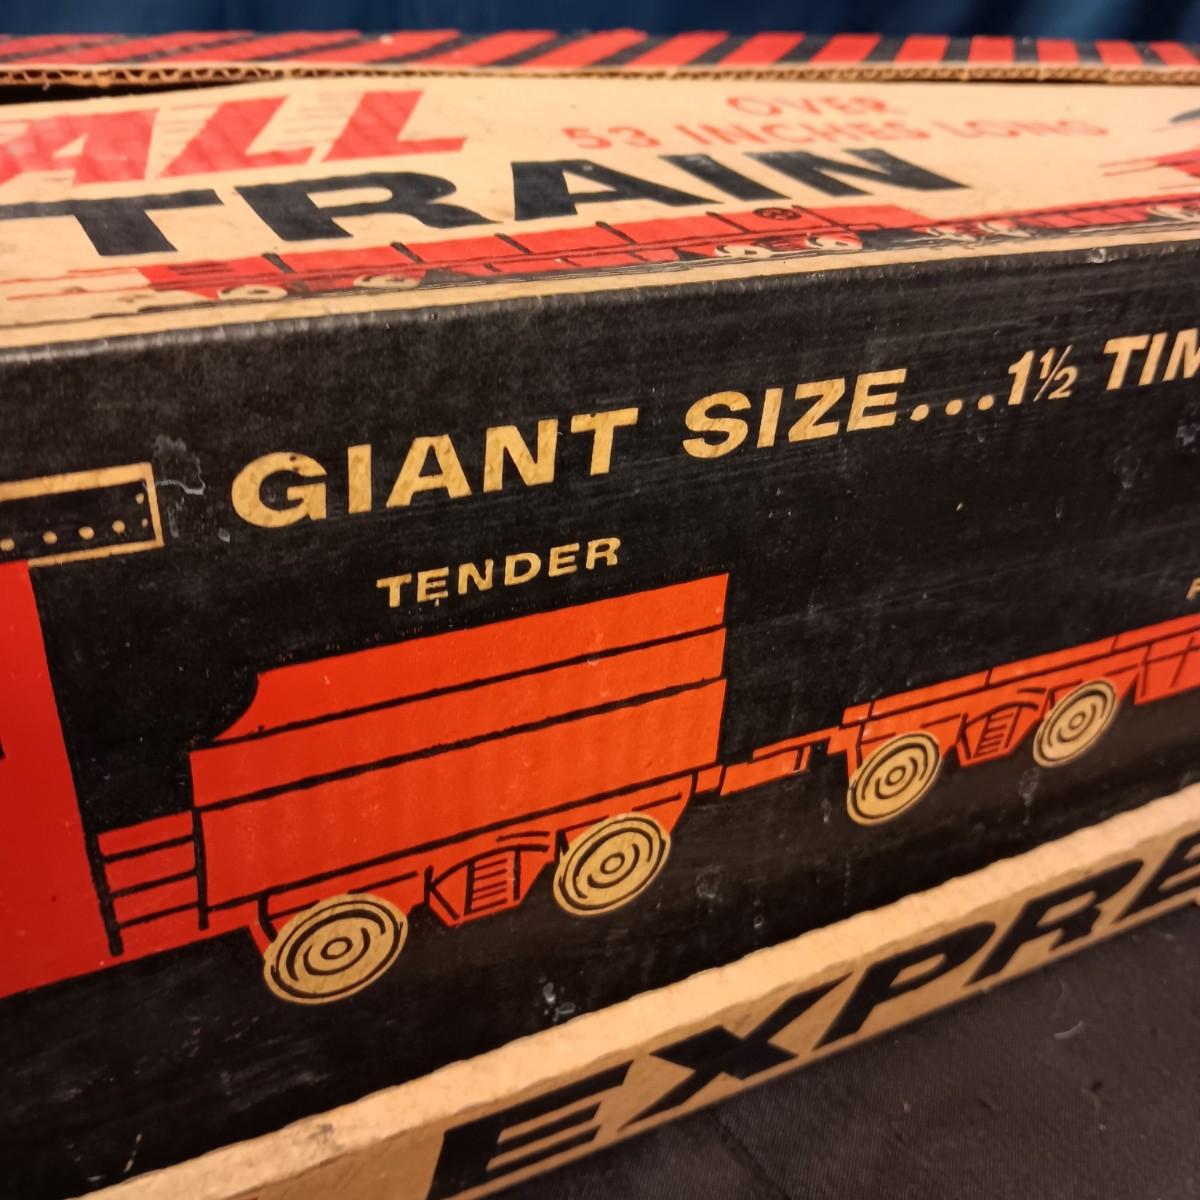 ALL
OVER
53 INCHES LONG
TRAIN
GIANT SIZE...1½ TIM
TENDER
EXPRE